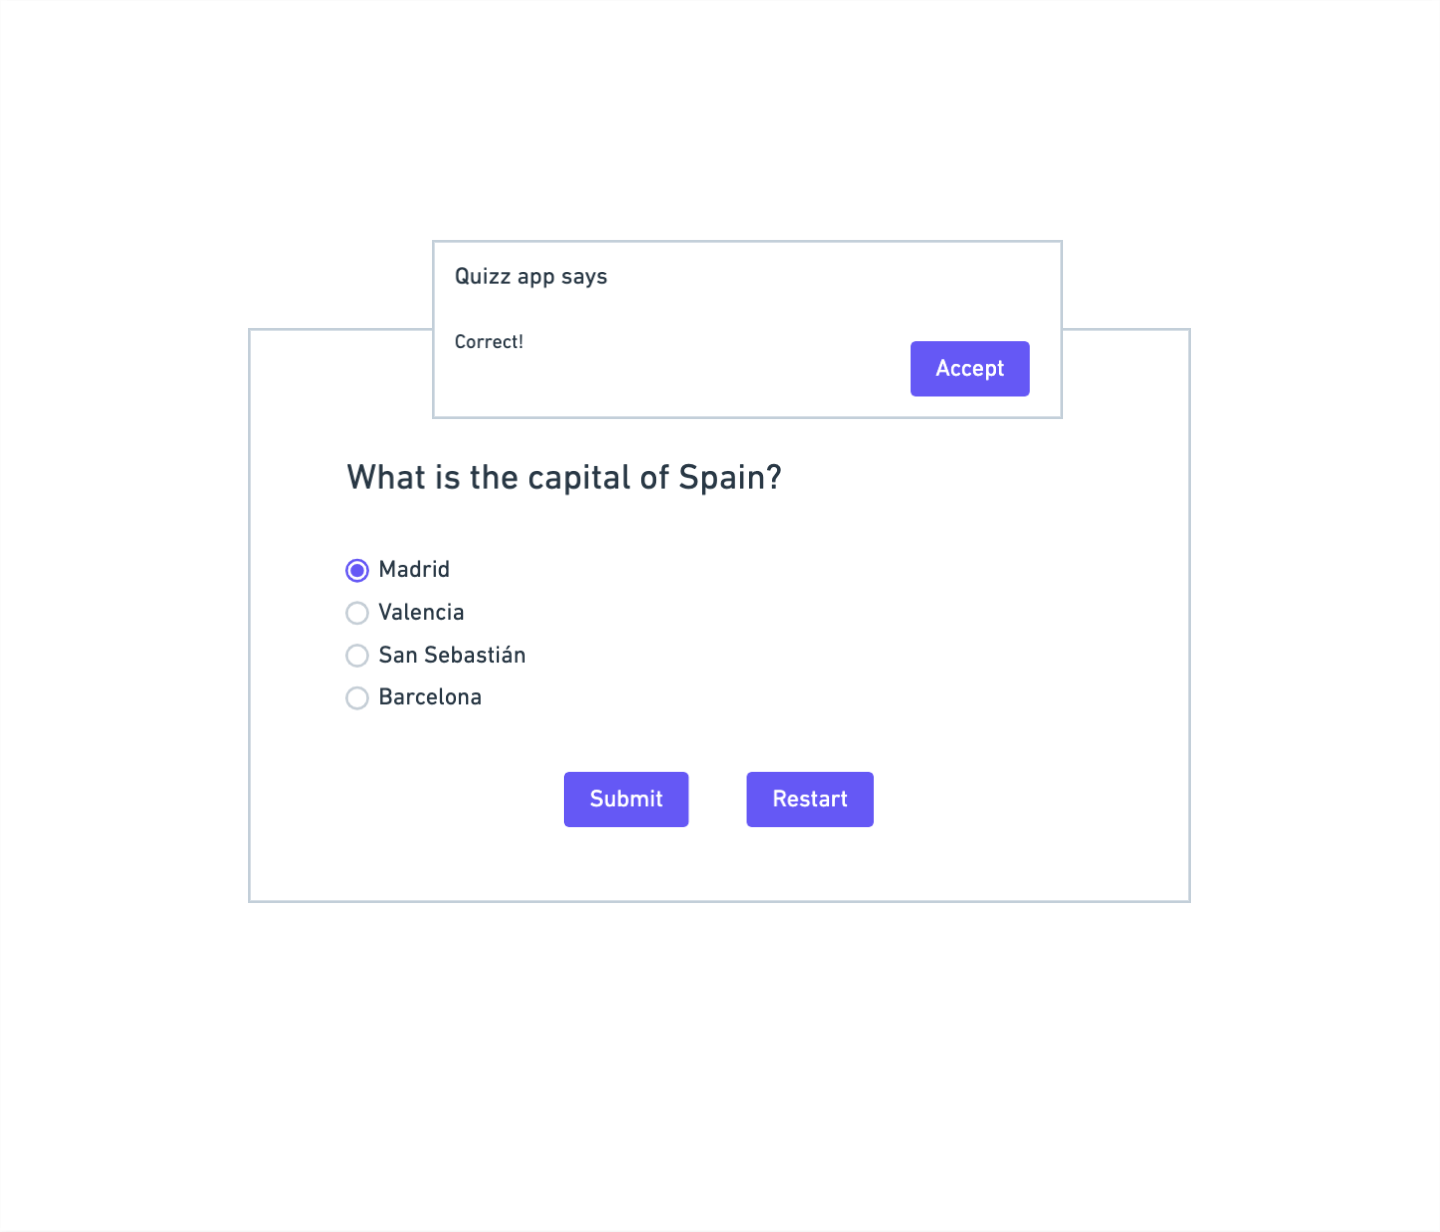 Quizz app says
Correct!
Accept
What is the capital of Spain?
Madrid
Valencia
San Sebastián
Barcelona
Submit
Restart